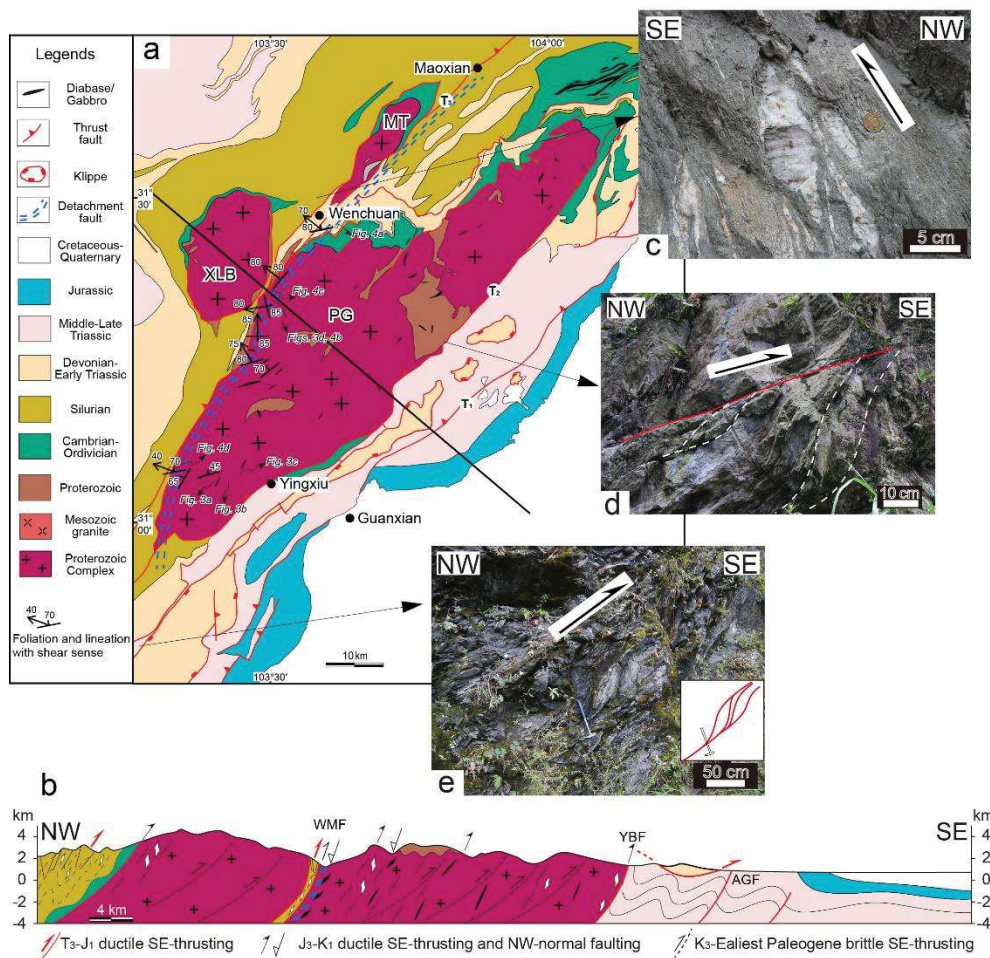 Legends
Diabase/
Gabbro
Thrust
fault
Klippe
Detachment
fault
Cretaceous-
Quaternary
Jurassic
Middle-Late
Triassic
Devonian-
Early Triassic
Silurian
Cambrian-
Ordivician
Proterozoic
Mesozoic
granite
Proterozoic
Complex
40 70
Foliation and lineation
with shear sense
a
103°30'
104°00'
31°
30'
31°
00'
Maoxian
T3
MT
Wenchuan
70
80
Fig. 4e
XLB
80 80
Fig. 4c
PG
T2
80
85
85
Figs. 3d, 4b
75
80
70
T1
Fig. 4d
40
70
65
45
Fig. 3c
Fig. 3a
Fig. 3b
Yingxiu
Guanxian
10 km
103°30'
SE
NW
5 cm
c
NW
SE
10 cm
d
NW
SE
50 cm
e
b
km
NW
WMF
YBF
AGF
SE
km
4
2
0
-2
-4
4
2
0
-2
-4
4 km
T3-J1 ductile SE-thrusting
J3-K1 ductile SE-thrusting and NW-normal faulting
K3-Ealiest Paleogene brittle SE-thrusting